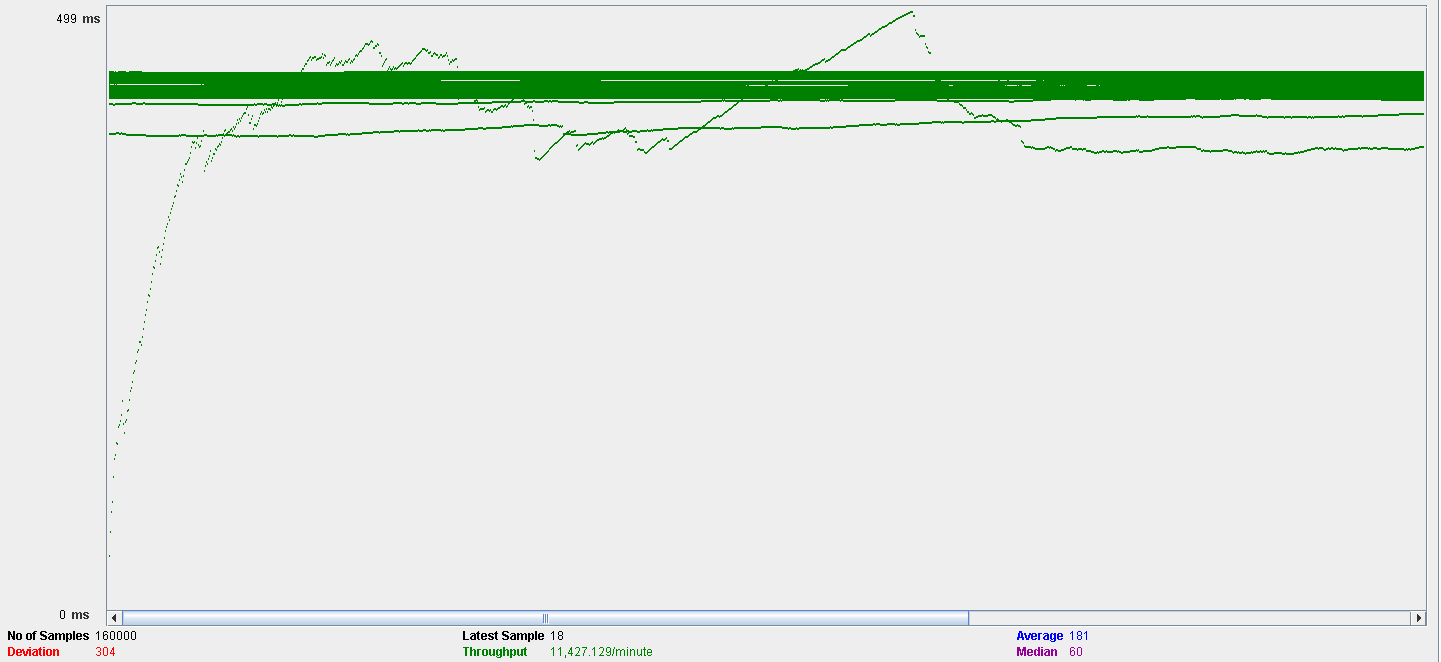 499 ms
0 ms
No of Samples 160000 Latest Sample 18 Average 181
Deviation 304 Throughput 11,427.129/minute Median 60